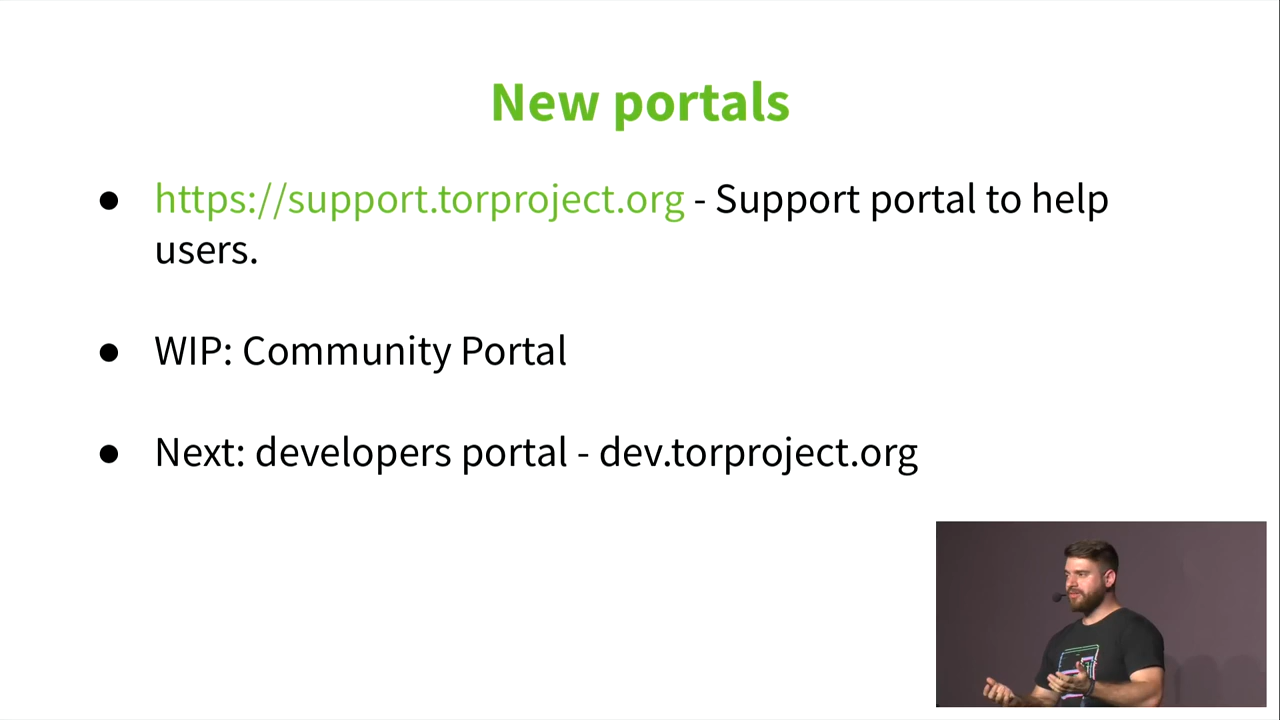 New portals
● https://support.torproject.org - Support portal to help
users.
● WIP: Community Portal
● Next: developers portal - dev.torproject.org